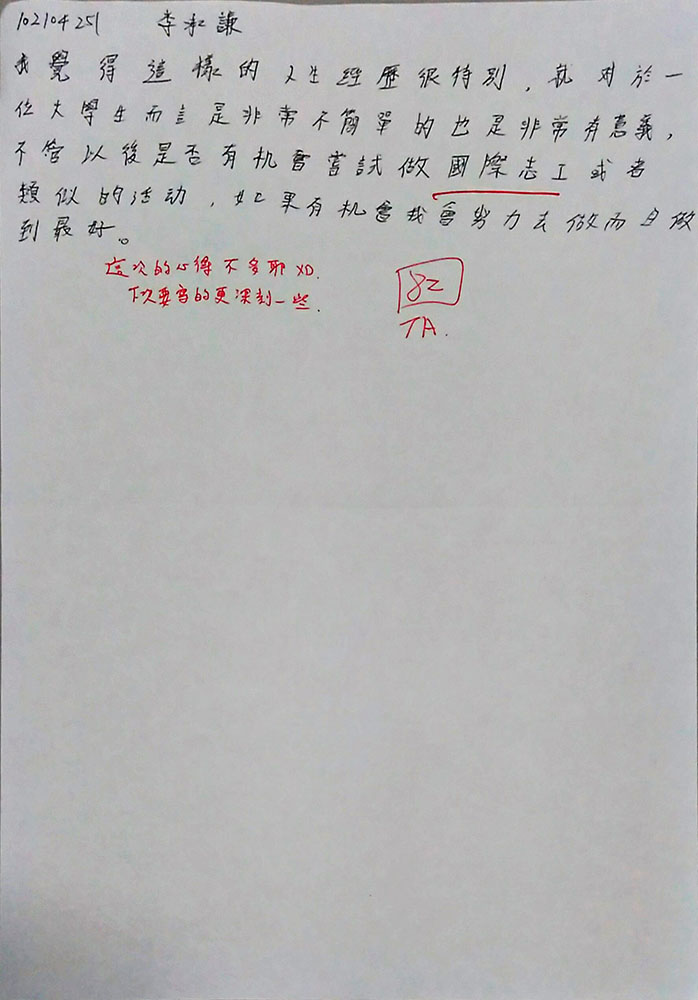 102104251 李和謙
我覺得這樣的人生經歷很特別，就对於一
位大學生而言是非常不簡單的也是非常有意義，
不管以後是否有机會嘗試做國際志工或者
類似的活动，如果有机會我會努力去做而且做
到最好。
這次的心得不多耶 XD.
下次要寫的更深刻一些.
82
TA.